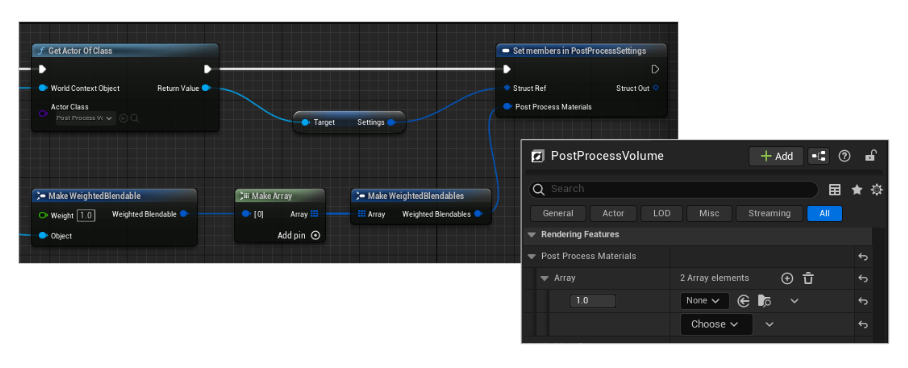 f Get Actor Of Class
World Context Object Return Value
Actor Class
Post Process Vc
Target Settings
Set members in PostProcessSettings
Struct Ref Struct Out
Post Process Materials
Make WeightedBlendable
Weight 1.0 Weighted Blendable
Object
Make Array
[0] Array
Add pin
Make WeightedBlendables
Array Weighted Blendables
PostProcessVolume
+ Add
Search
General Actor LOD Misc Streaming All
Rendering Features
Post Process Materials
Array 2 Array elements
1.0 None
Choose